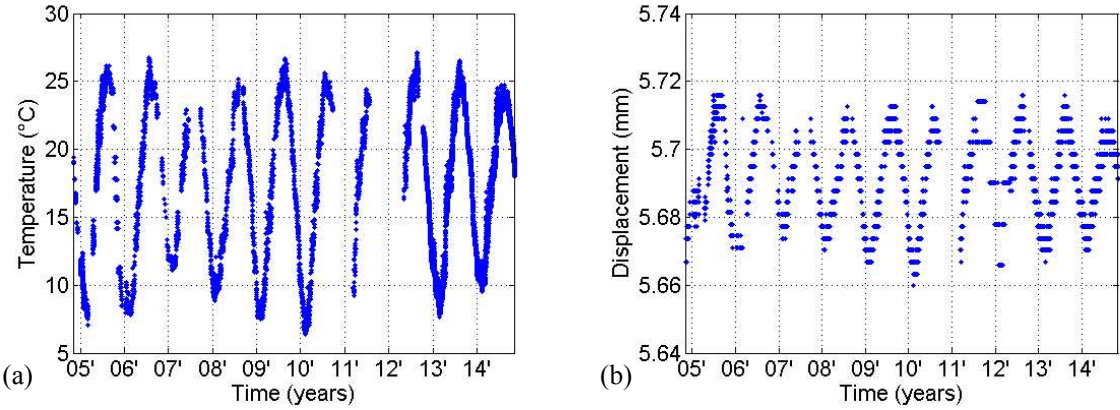 30
25
20
15
10
5
Temperature (°C)
05' 06' 07' 08' 09' 10' 11' 12' 13' 14'
Time (years)
(a)
5.74
5.72
5.7
5.68
5.66
5.64
Displacement (mm)
05' 06' 07' 08' 09' 10' 11' 12' 13' 14'
Time (years)
(b)